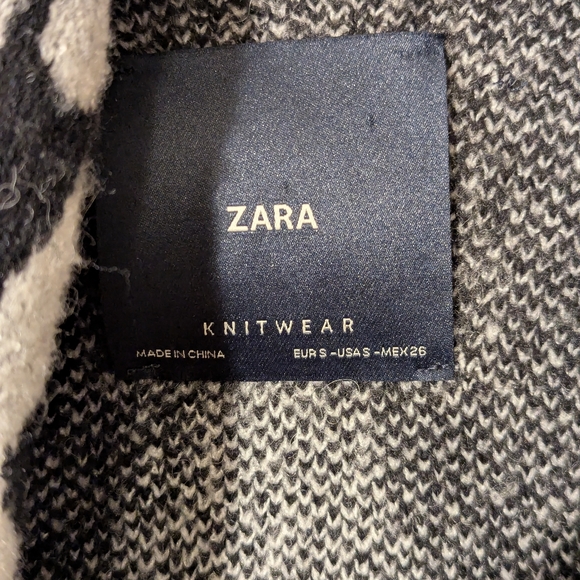 ZARA
KNITWEAR
MADE IN CHINA EUR S - USA S - MEX 26